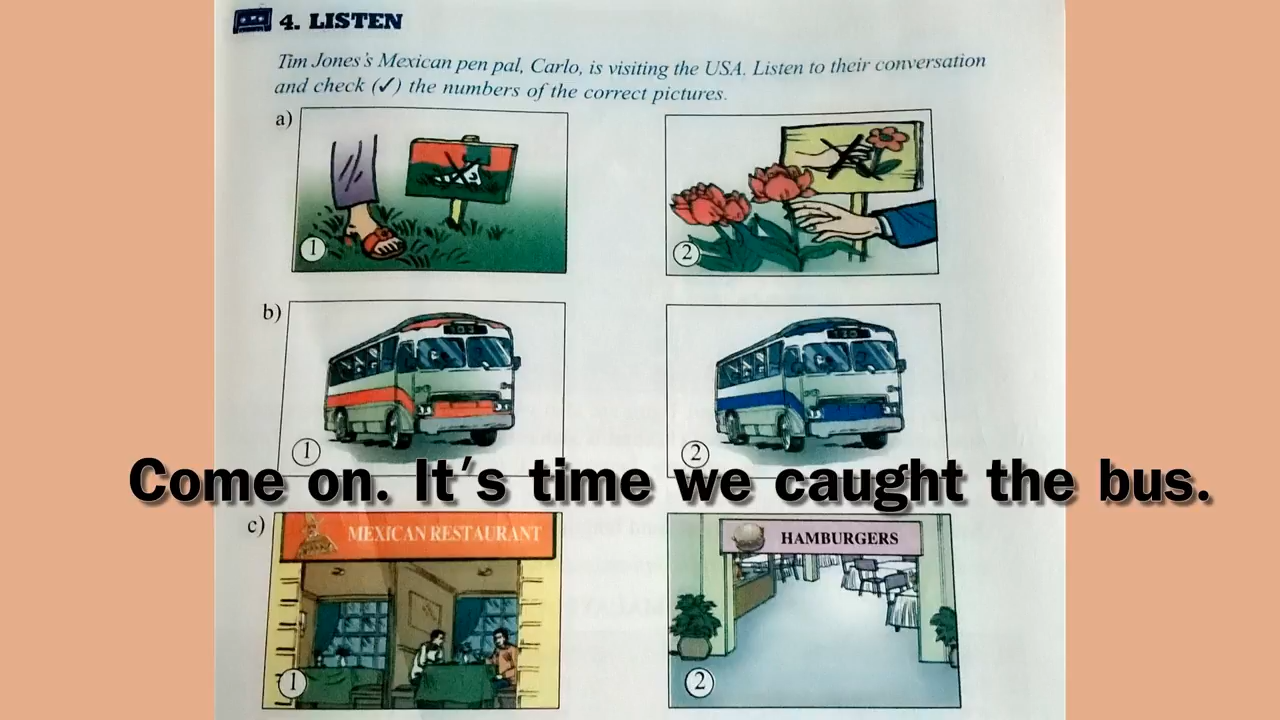 4. LISTEN
Tim Jones's Mexican pen pal, Carlo, is visiting the USA. Listen to their conversation
and check (✓) the numbers of the correct pictures.
a)
1
2
b)
1
2
Come on. It's time we caught the bus.
c)
MEXICAN RESTAURANT
HAMBURGERS
1
2